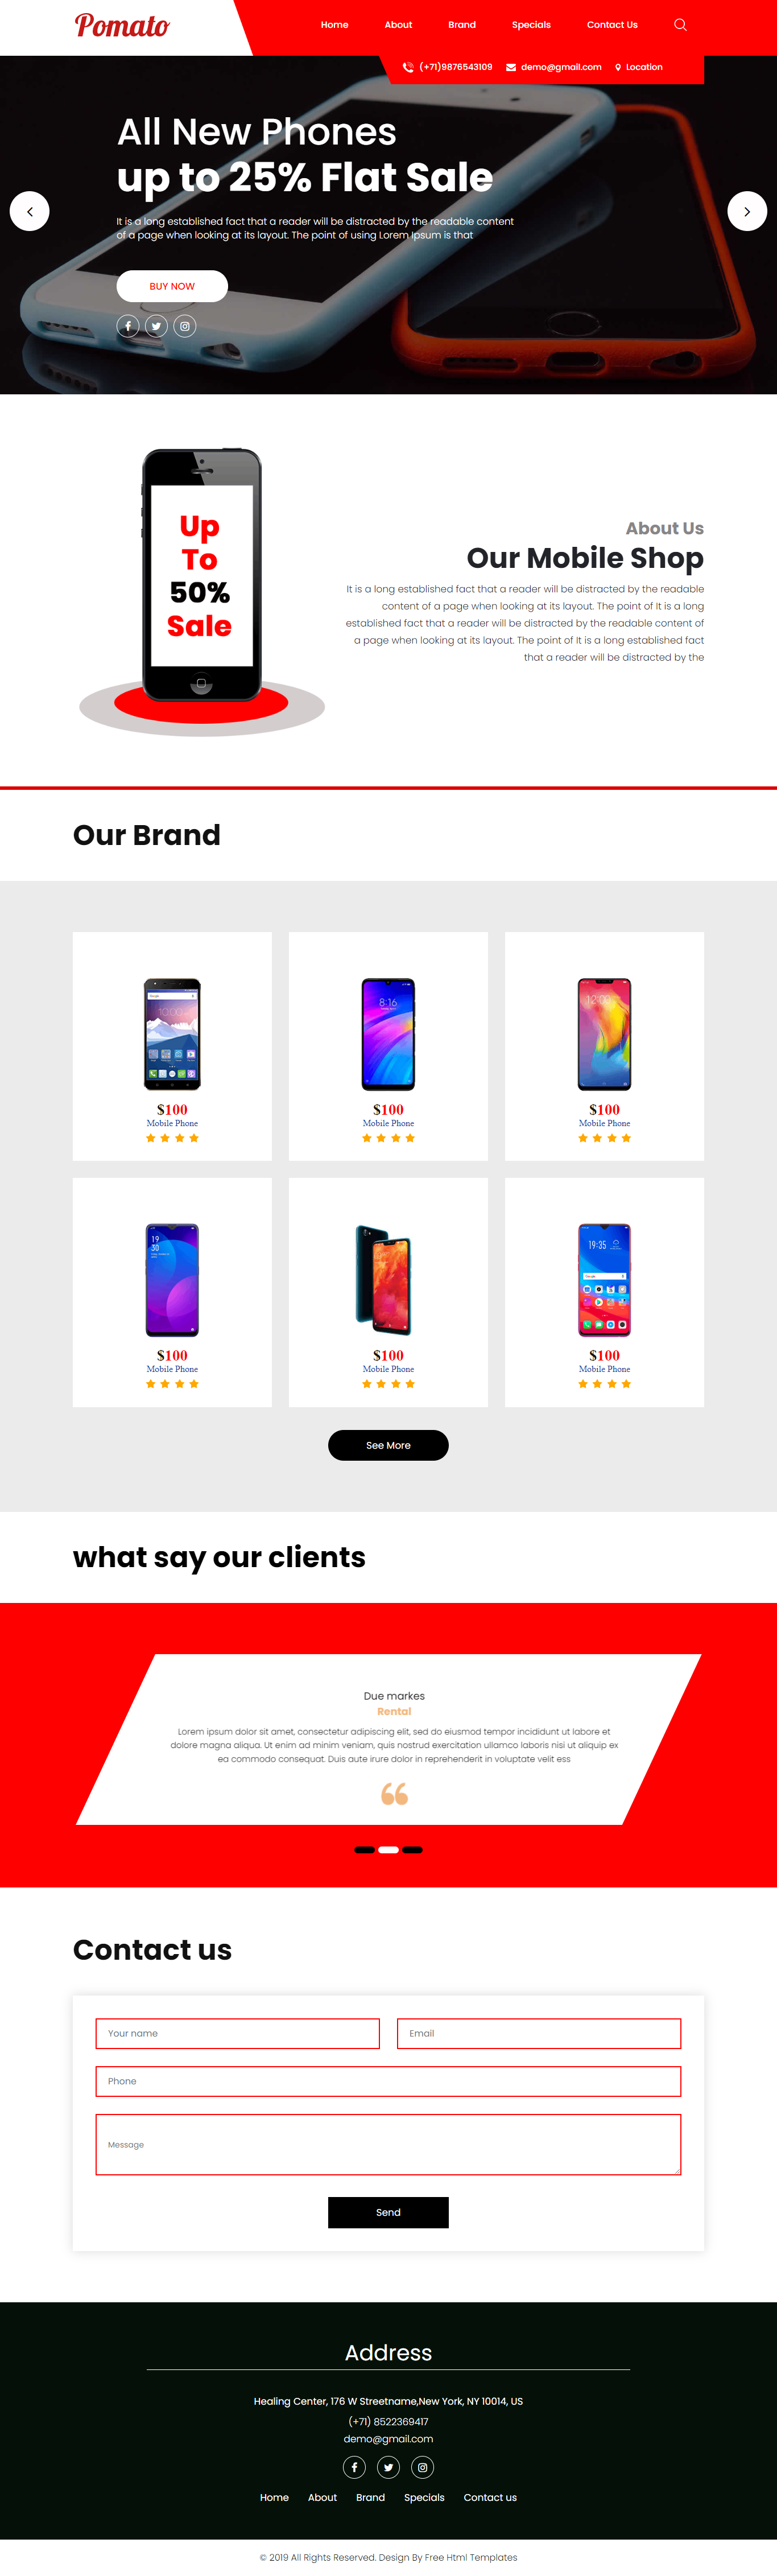 Pomato
Home About Brand Specials Contact Us
(+71)9876543109 demo@gmail.com Location
All New Phones
up to 25% Flat Sale
It is a long established fact that a reader will be distracted by the readable content
of a page when looking at its layout. The point of using Lorem Ipsum is that
BUY NOW
Up
To
50%
Sale
About Us
Our Mobile Shop
It is a long established fact that a reader will be distracted by the readable
content of a page when looking at its layout. The point of It is a long
established fact that a reader will be distracted by the readable content of
a page when looking at its layout. The point of It is a long established fact
that a reader will be distracted by the
Our Brand
10:00
8:16
12:00
$100 $100 $100
Mobile Phone Mobile Phone Mobile Phone
19
30
19:35
$100 $100 $100
Mobile Phone Mobile Phone Mobile Phone
See More
what say our clients
Due markes
Rental
Lorem ipsum dolor sit amet, consectetur adipiscing elit, sed do eiusmod tempor incididunt ut labore et
dolore magna aliqua. Ut enim ad minim veniam, quis nostrud exercitation ullamco laboris nisi ut aliquip ex
ea commodo consequat. Duis aute irure dolor in reprehenderit in voluptate velit ess
Contact us
Your name Email
Phone
Message
Send
Address
Healing Center, 176 W Streetname,New York, NY 10014, US
(+71) 8522369417
demo@gmail.com
Home About Brand Specials Contact us
© 2019 All Rights Reserved. Design By Free Html Templates